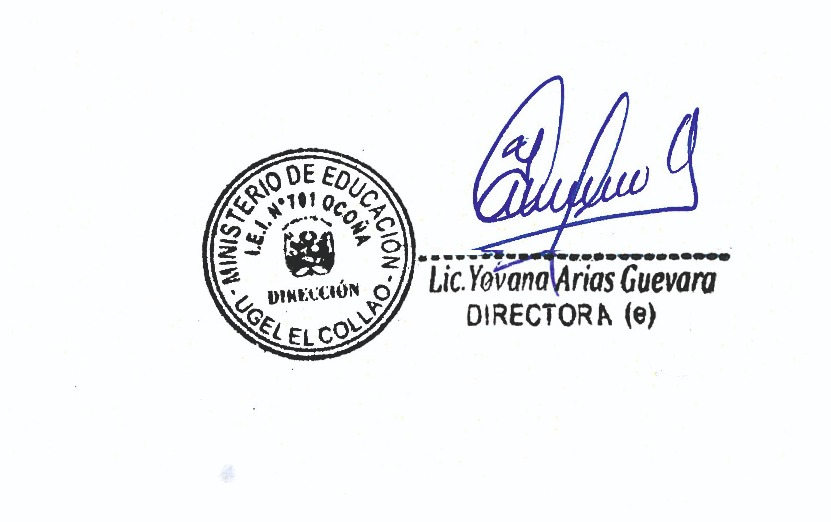 MINISTERIO DE EDUCACIÓN
I.E.I. N° 701 OCOÑA
DIRECCIÓN
- UGEL EL COLLAO -
Lic. Yovana Arias Guevara
DIRECTORA (e)